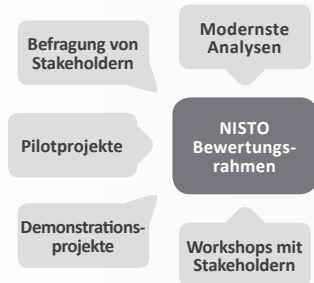 Befragung von
Stakeholdern
Modernste
Analysen
Pilotprojekte
NISTO
Bewertungs-
rahmen
Demonstrations-
projekte
Workshops mit
Stakeholdern